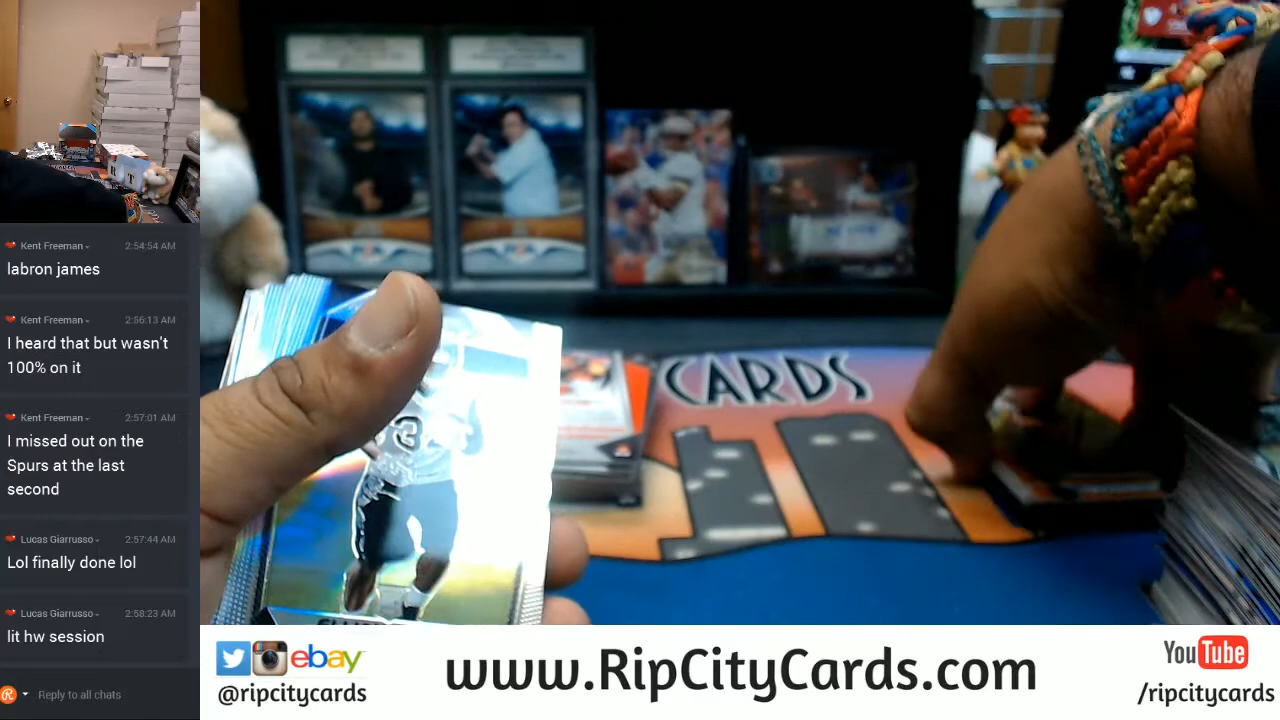 Kent Freeman 2:54:54 AM
labron james
Kent Freeman 2:56:13 AM
I heard that but wasn't
100% on it
Kent Freeman 2:57:01 AM
I missed out on the
Spurs at the last
second
Lucas Giarrusso 2:57:44 AM
Lol finally done lol
Lucas Giarrusso 2:58:23 AM
lit hw session
Reply to all chats
CARDS
3
ebay
@ripcitycards
www.RipCityCards.com
YouTube
/ripcitycards